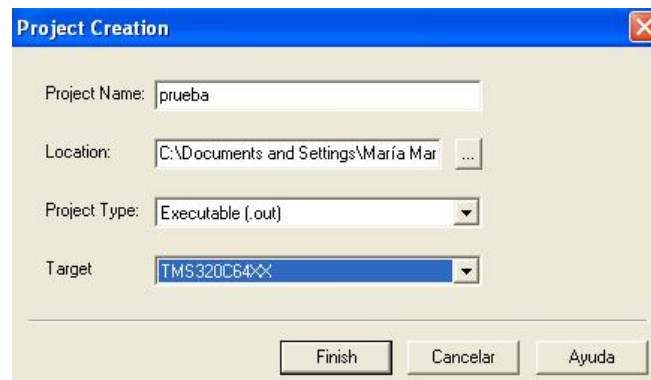 Project Creation
Project Name: prueba
Location: C:\Documents and Settings\María Mar ...
Project Type: Executable (.out)
Target TMS320C64XX
Finish Cancelar Ayuda